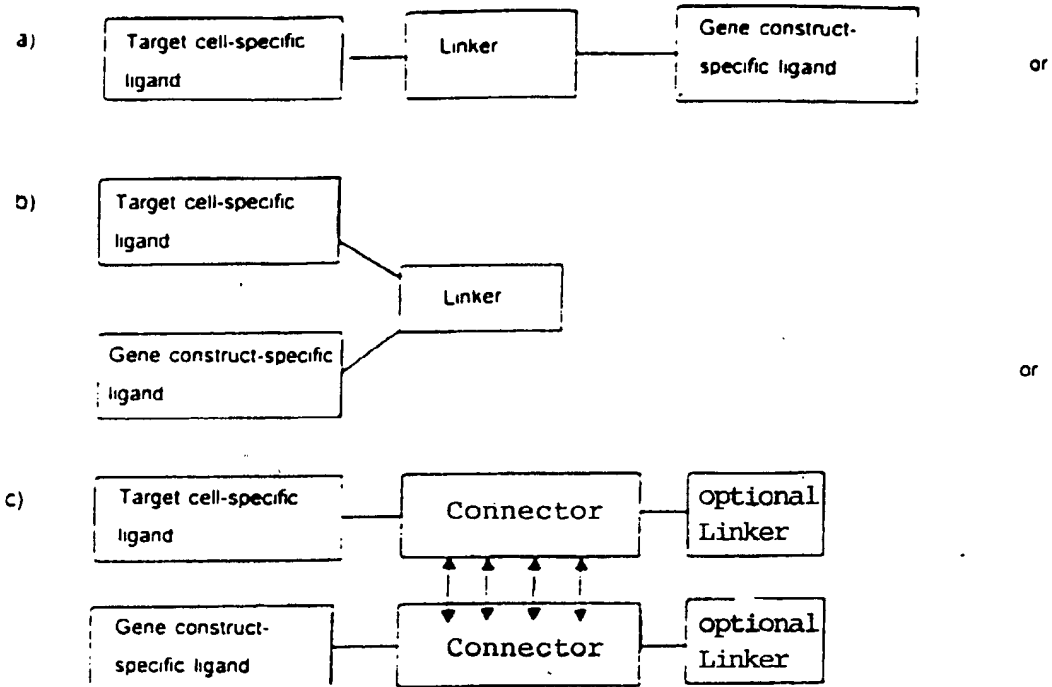 a)
Target cell-specific
ligand
Linker
Gene construct-
specific ligand
or
b)
Target cell-specific
ligand
Linker
Gene construct-specific
ligand
or
c)
Target cell-specific
ligand
Connector
optional
Linker
Gene construct-
specific ligand
Connector
optional
Linker